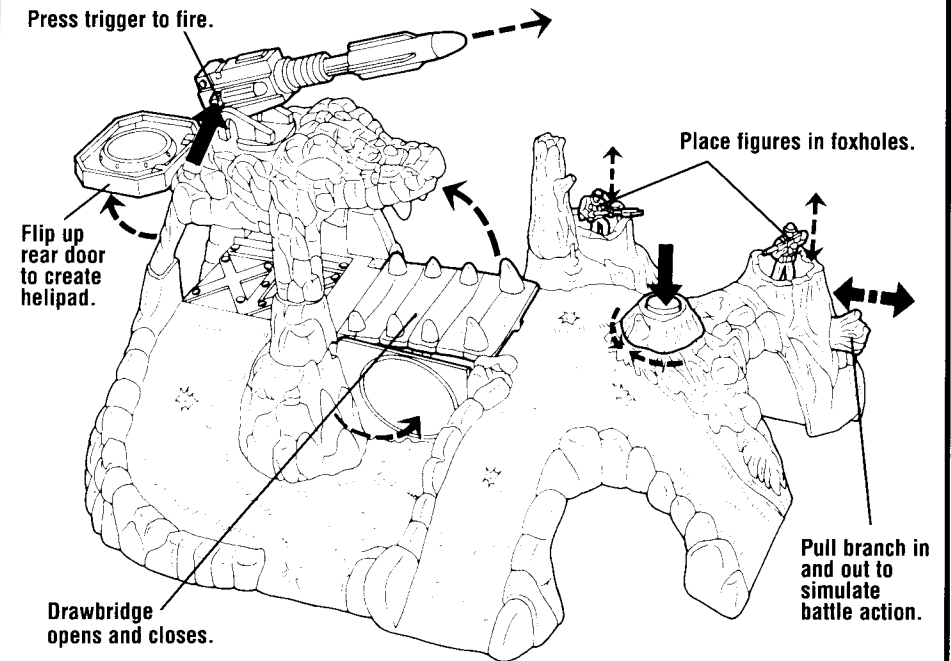 Press trigger to fire.
Place figures in foxholes.
Flip up
rear door
to create
helipad.
Drawbridge
opens and closes.
Pull branch in
and out to
simulate
battle action.